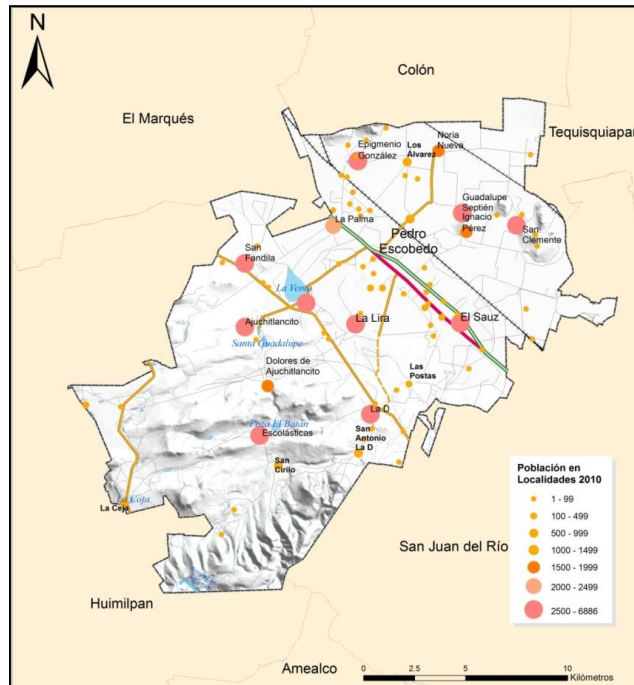 N
Colón
El Marqués
Tequisquiapan
Noria
Nueva
Los
Álvarez
Epigmenio
González
Guadalupe
Septién
Ignacio
Pérez
La Palma
San
Clemente
Pedro
Escobedo
San
Fandila
La Venta
Ajuchitlancito
La Lira
El Sauz
Santa Guadalupe
Dolores de
Ajuchitlancito
Las
Postas
La D
Poza El Batán
Escolásticas
San
Antonio
La D
San
Cirilo
La Ceja
Población en
Localidades 2010
1 - 99
100 - 499
500 - 999
1000 - 1499
1500 - 1999
2000 - 2499
2500 - 6886
San Juan del Río
Huimilpan
Amealco
0 5 10
Kilómetros